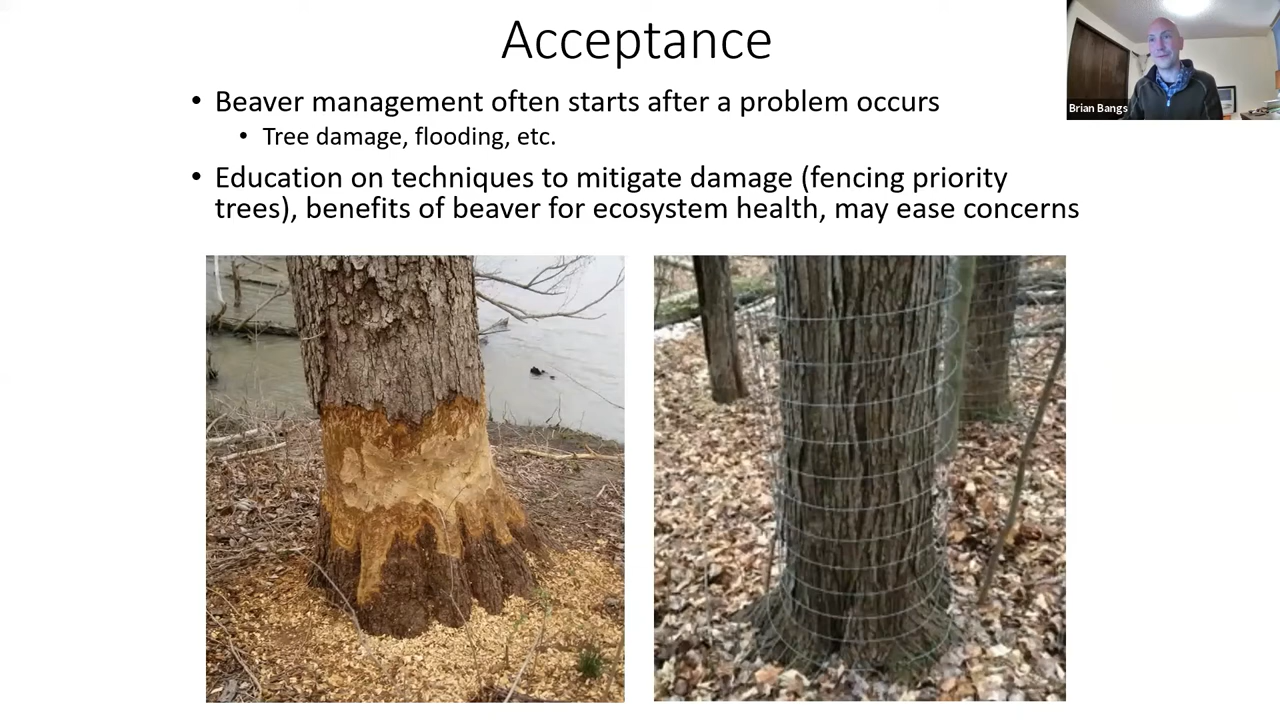 Acceptance
Brian Bangs
• Beaver management often starts after a problem occurs
• Tree damage, flooding, etc.
• Education on techniques to mitigate damage (fencing priority
trees), benefits of beaver for ecosystem health, may ease concerns